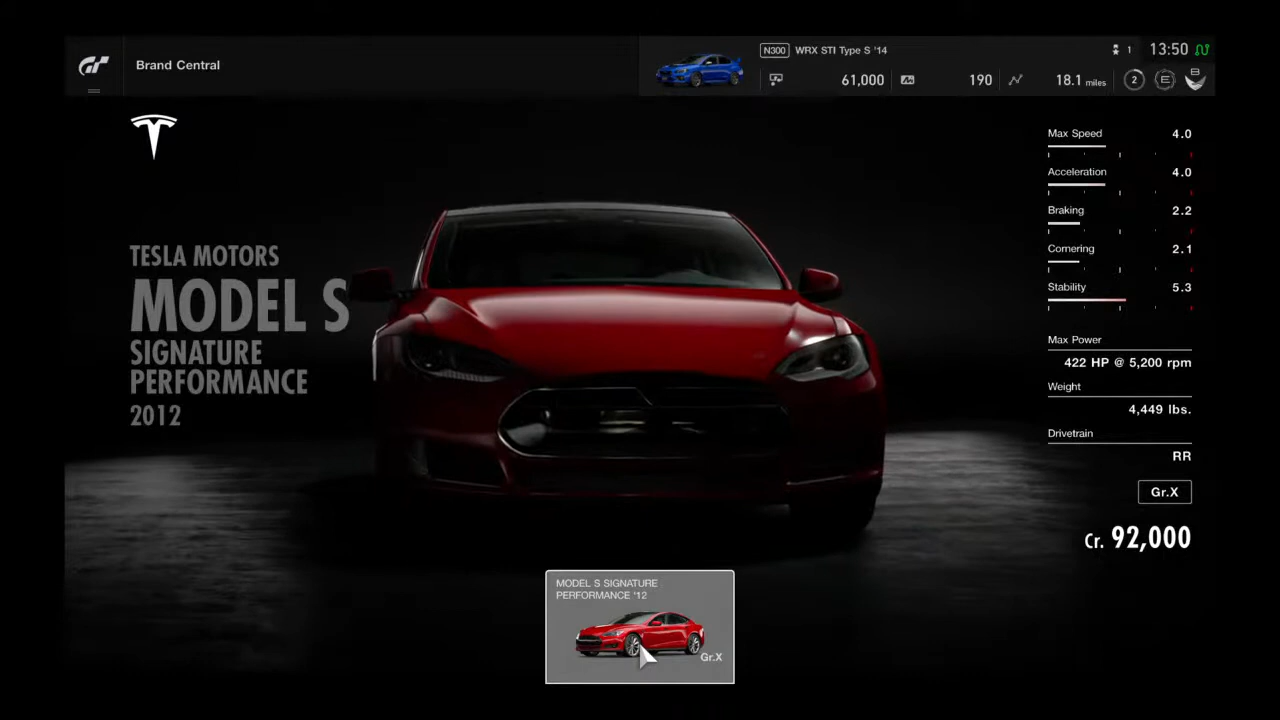 Brand Central
N300 WRX STI Type S '14
1 13:50
61,000 190 18.1 miles 2 E B
TESLA MOTORS
MODEL S
SIGNATURE
PERFORMANCE
2012
Max Speed 4.0
Acceleration 4.0
Braking 2.2
Cornering 2.1
Stability 5.3
Max Power
422 HP @ 5,200 rpm
Weight
4,449 lbs.
Drivetrain
RR
Gr.X
Cr. 92,000
MODEL S SIGNATURE
PERFORMANCE '12
Gr.X